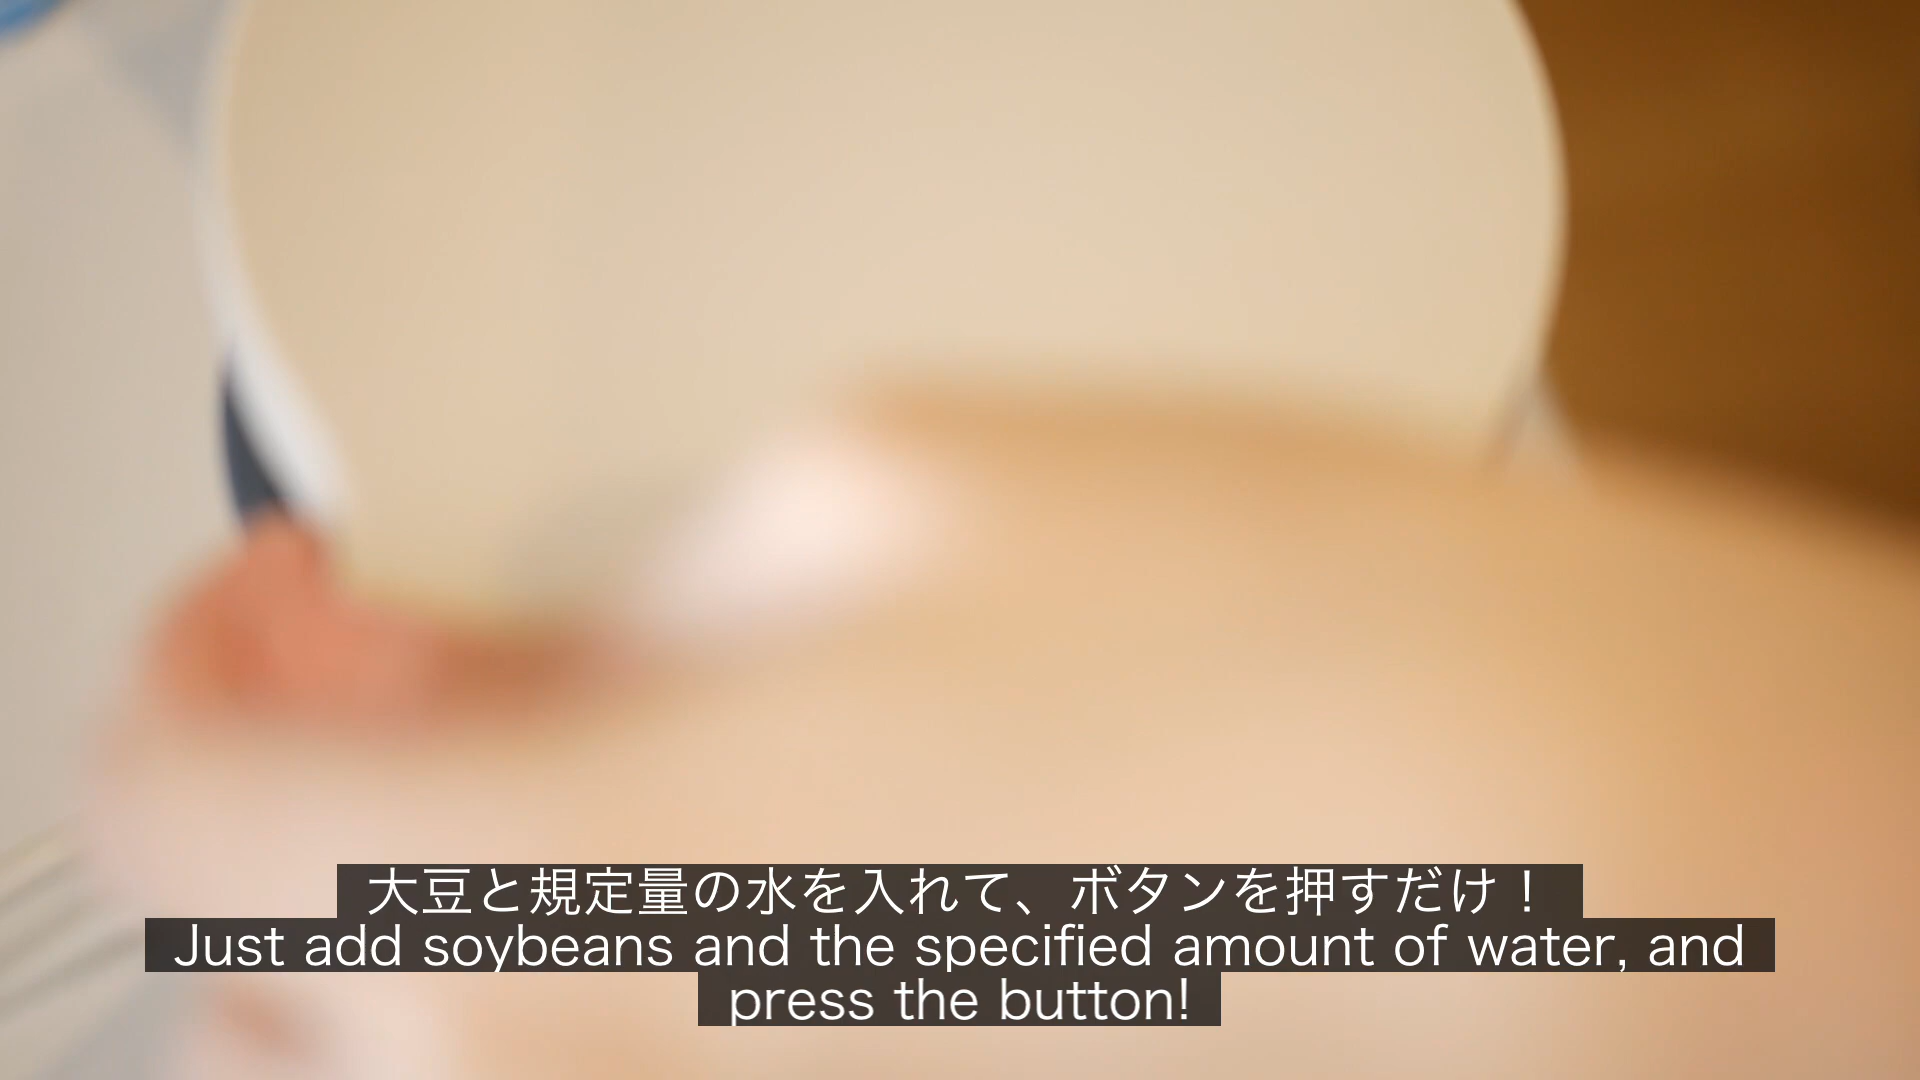 大豆と規定量の水を入れて、ボタンを押すだけ！
Just add soybeans and the specified amount of water, and
press the button!